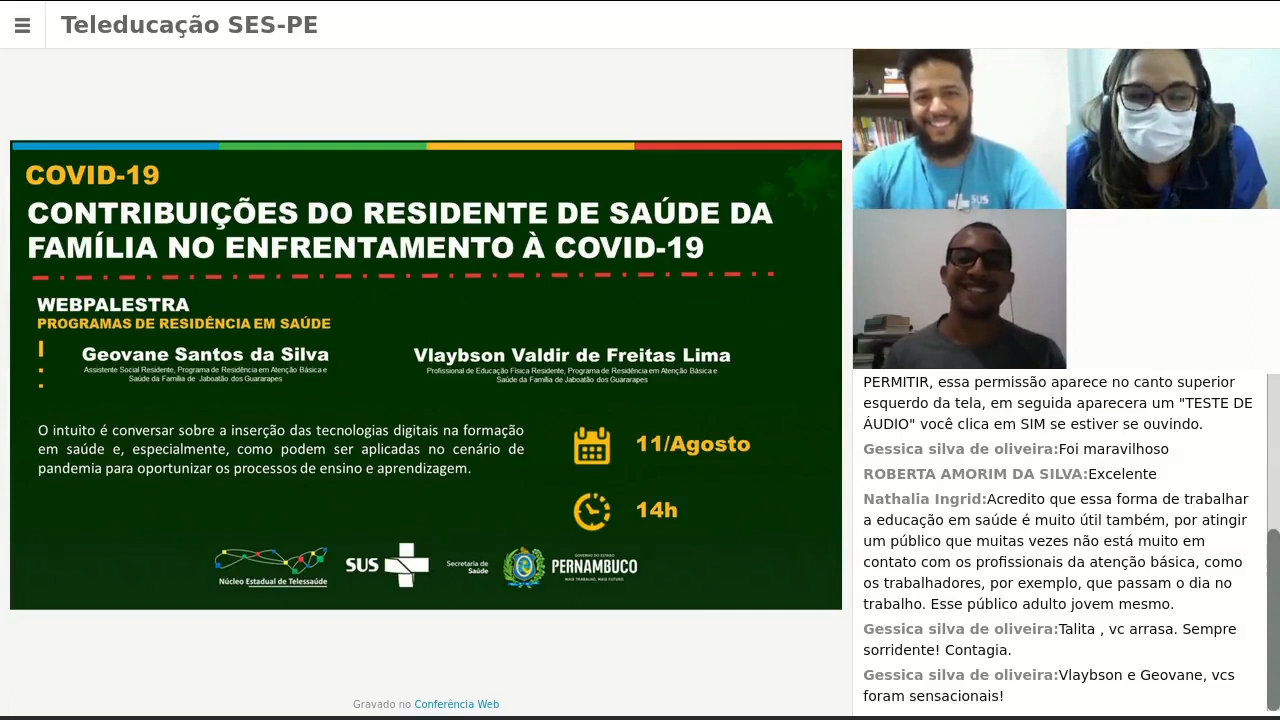 Teleducação SES-PE
COVID-19
CONTRIBUIÇÕES DO RESIDENTE DE SAÚDE DA
FAMÍLIA NO ENFRENTAMENTO À COVID-19
WEBPALESTRA
PROGRAMAS DE RESIDÊNCIA EM SAÚDE
Geovane Santos da Silva
Assistente Social Residente, Programa de Residência em Atenção Básica e
Saúde da Família de Jaboatão dos Guararapes
Vlaybson Valdir de Freitas Lima
Profissional de Educação Física Residente, Programa de Residência em Atenção Básica e
Saúde da Família de Jaboatão dos Guararapes
O intuito é conversar sobre a inserção das tecnologias digitais na formação
em saúde e, especialmente, como podem ser aplicadas no cenário de
pandemia para oportunizar os processos de ensino e aprendizagem.
11/Agosto
14h
Núcleo Estadual de Telessaúde
SUS
Secretaria de
Saúde
GOVERNO DO ESTADO
PERNAMBUCO
MAIS TRABALHO, MAIS FUTURO
Gravado no Conferência Web
SUS
PERMITIR, essa permissão aparece no canto superior
esquerdo da tela, em seguida aparecera um "TESTE DE
ÁUDIO" você clica em SIM se estiver se ouvindo.
Gessica silva de oliveira:Foi maravilhoso
ROBERTA AMORIM DA SILVA:Excelente
Nathalia Ingrid:Acredito que essa forma de trabalhar
a educação em saúde é muito útil também, por atingir
um público que muitas vezes não está muito em
contato com os profissionais da atenção básica, como
os trabalhadores, por exemplo, que passam o dia no
trabalho. Esse público adulto jovem mesmo.
Gessica silva de oliveira:Talita , vc arrasa. Sempre
sorridente! Contagia.
Gessica silva de oliveira:Vlaybson e Geovane, vcs
foram sensacionais!